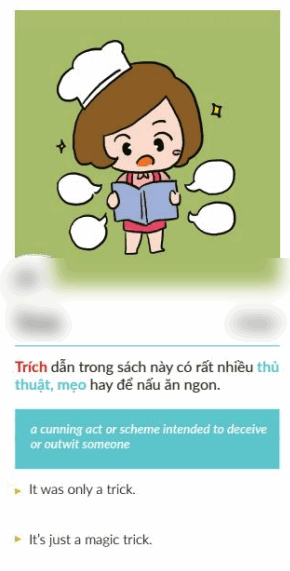 Trích dẫn trong sách này có rất nhiều thủ
thuật, mẹo hay để nấu ăn ngon.
a cunning act or scheme intended to deceive
or outwit someone
It was only a trick.
It's just a magic trick.